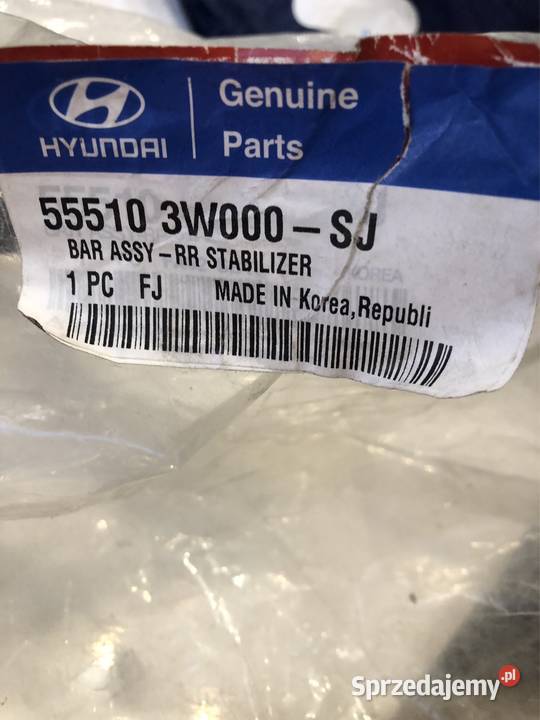 HYUNDAI
Genuine
Parts
55510 3W000-SJ
BAR ASSY-RR STABILIZER
KOREA
1 PC FJ MADE IN Korea,Republi
Sprzedajemy.pl